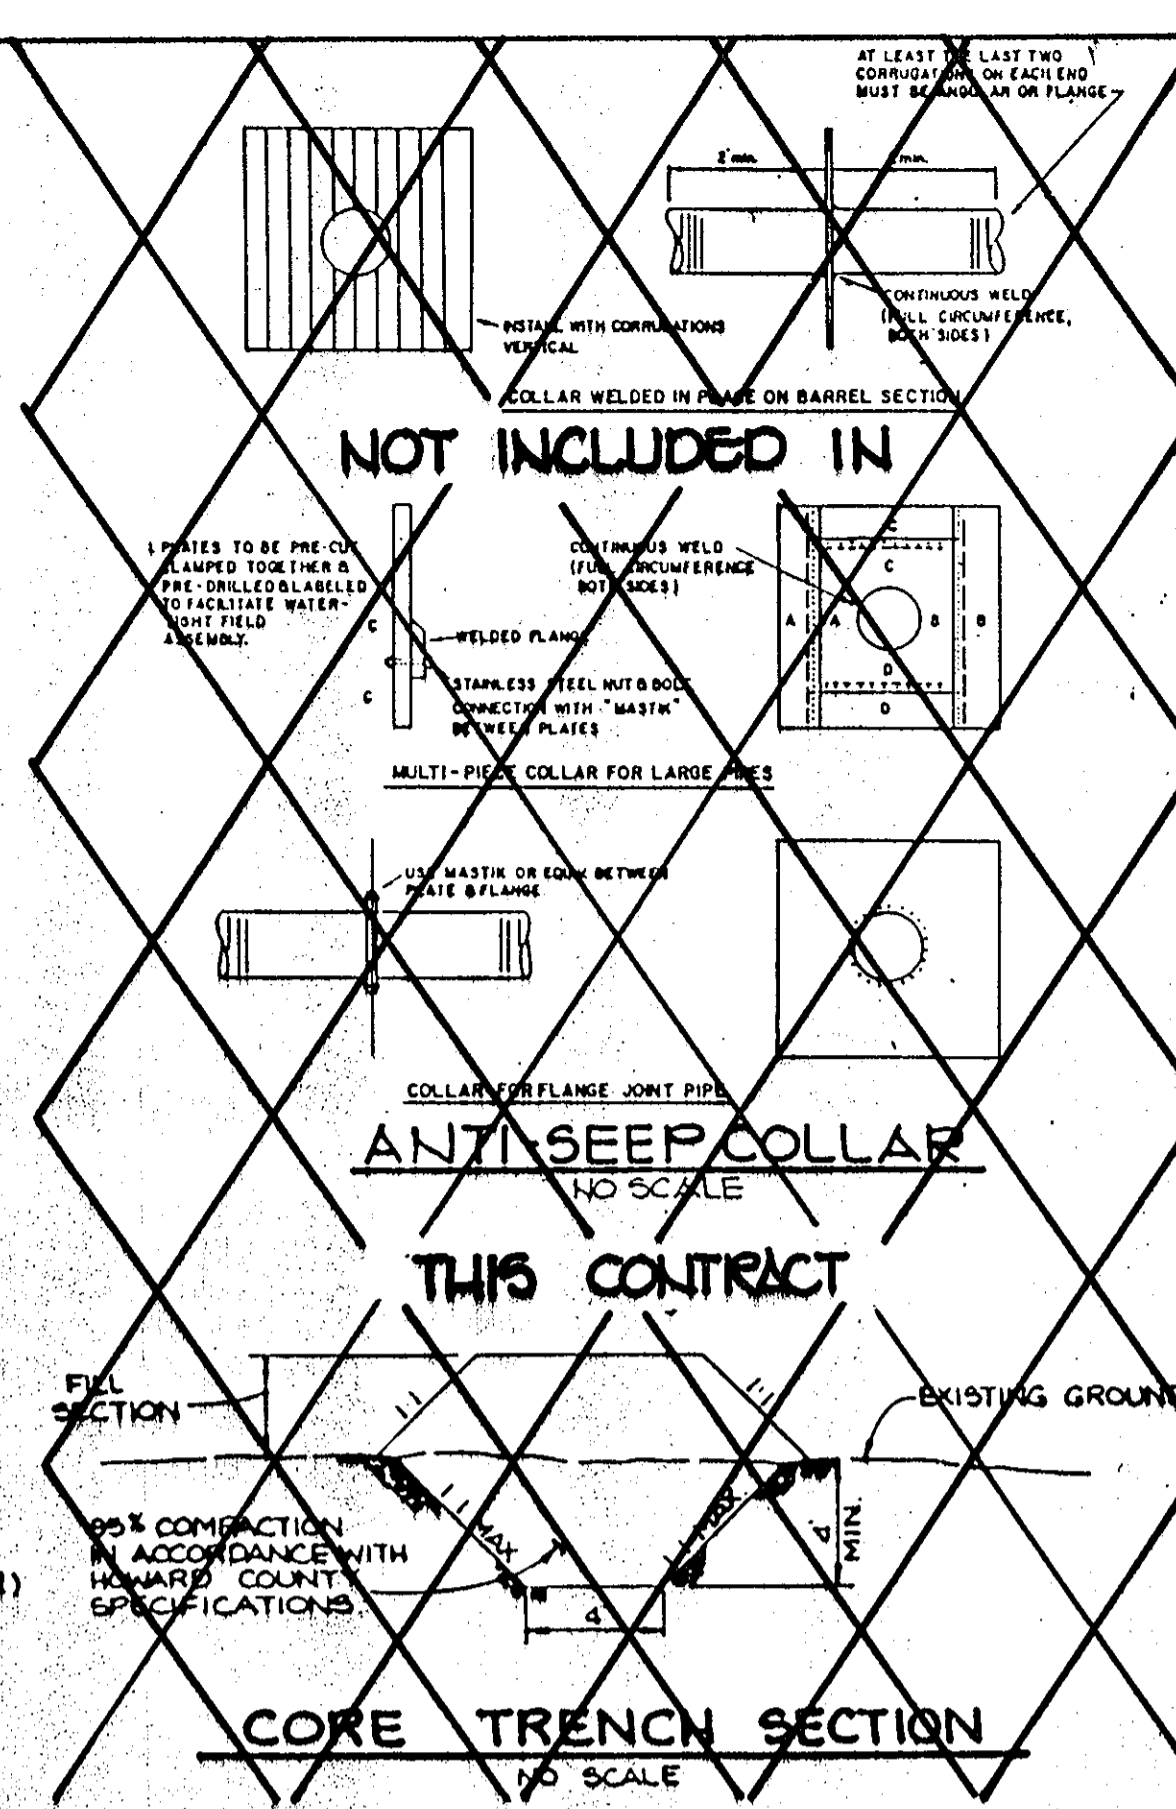 AT LEAST THE LAST TWO
CORRUGATIONS ON EACH END
MUST BE ANGULAR OR FLANGE
2' min.
2' min.
INSTALL WITH CORRUGATIONS
VERTICAL
CONTINUOUS WELD
(FULL CIRCUMFERENCE,
BOTH SIDES)
COLLAR WELDED IN PLACE ON BARREL SECTION
NOT INCLUDED IN
PLATES TO BE PRE-CUT
CLAMPED TOGETHER &
PRE-DRILLED & LABELED
TO FACILITATE WATER-
TIGHT FIELD
ASSEMBLY.
C
C
WELDED FLANGE
STAINLESS STEEL NUT & BOLT
CONNECTION WITH "MASTIK"
BETWEEN PLATES
CONTINUOUS WELD
(FULL CIRCUMFERENCE
BOTH SIDES)
C
C
A A B B
D
D
MULTI-PIECE COLLAR FOR LARGE PIPES
USE MASTIK OR EQUIV. BETWEEN
PLATE & FLANGE
COLLAR FOR FLANGE JOINT PIPE
ANTI-SEEP COLLAR
NO SCALE
THIS CONTRACT
FILL
SECTION
1:1
1:1
EXISTING GROUND
95% COMPACTION
IN ACCORDANCE WITH
HOWARD COUNTY
SPECIFICATIONS.
1:1 MAX
1:1 MAX
4' MIN.
4'
CORE TRENCH SECTION
NO SCALE